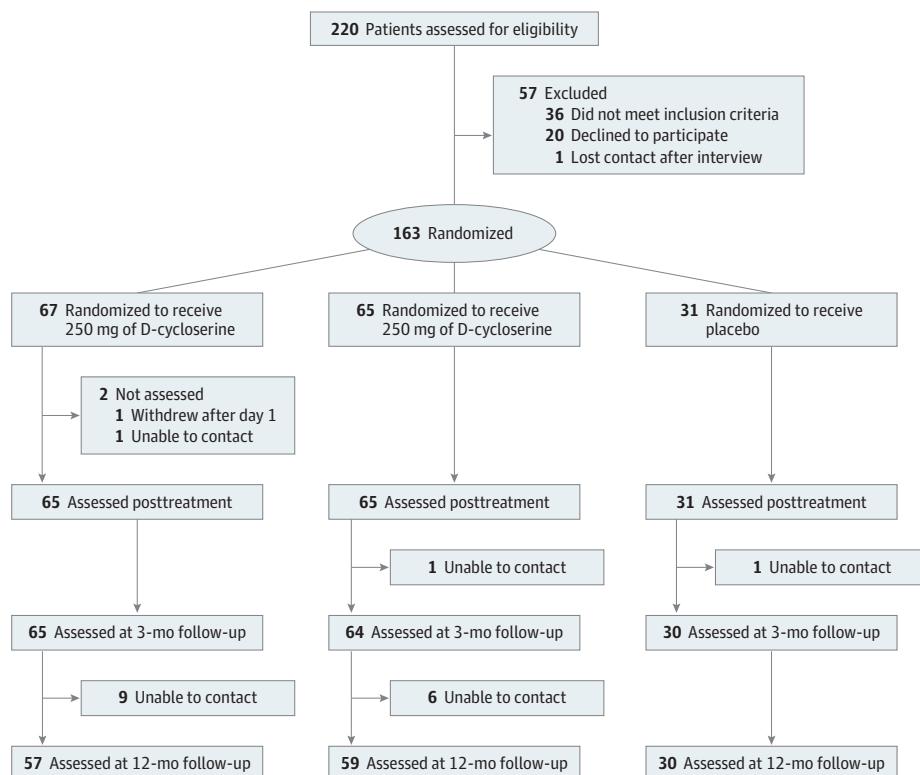 220 Patients assessed for eligibility
57 Excluded
36 Did not meet inclusion criteria
20 Declined to participate
1 Lost contact after interview
163 Randomized
67 Randomized to receive
250 mg of D-cycloserine
65 Randomized to receive
250 mg of D-cycloserine
31 Randomized to receive
placebo
2 Not assessed
1 Withdrew after day 1
1 Unable to contact
65 Assessed posttreatment
65 Assessed posttreatment
31 Assessed posttreatment
1 Unable to contact
1 Unable to contact
65 Assessed at 3-mo follow-up
64 Assessed at 3-mo follow-up
30 Assessed at 3-mo follow-up
9 Unable to contact
6 Unable to contact
57 Assessed at 12-mo follow-up
59 Assessed at 12-mo follow-up
30 Assessed at 12-mo follow-up